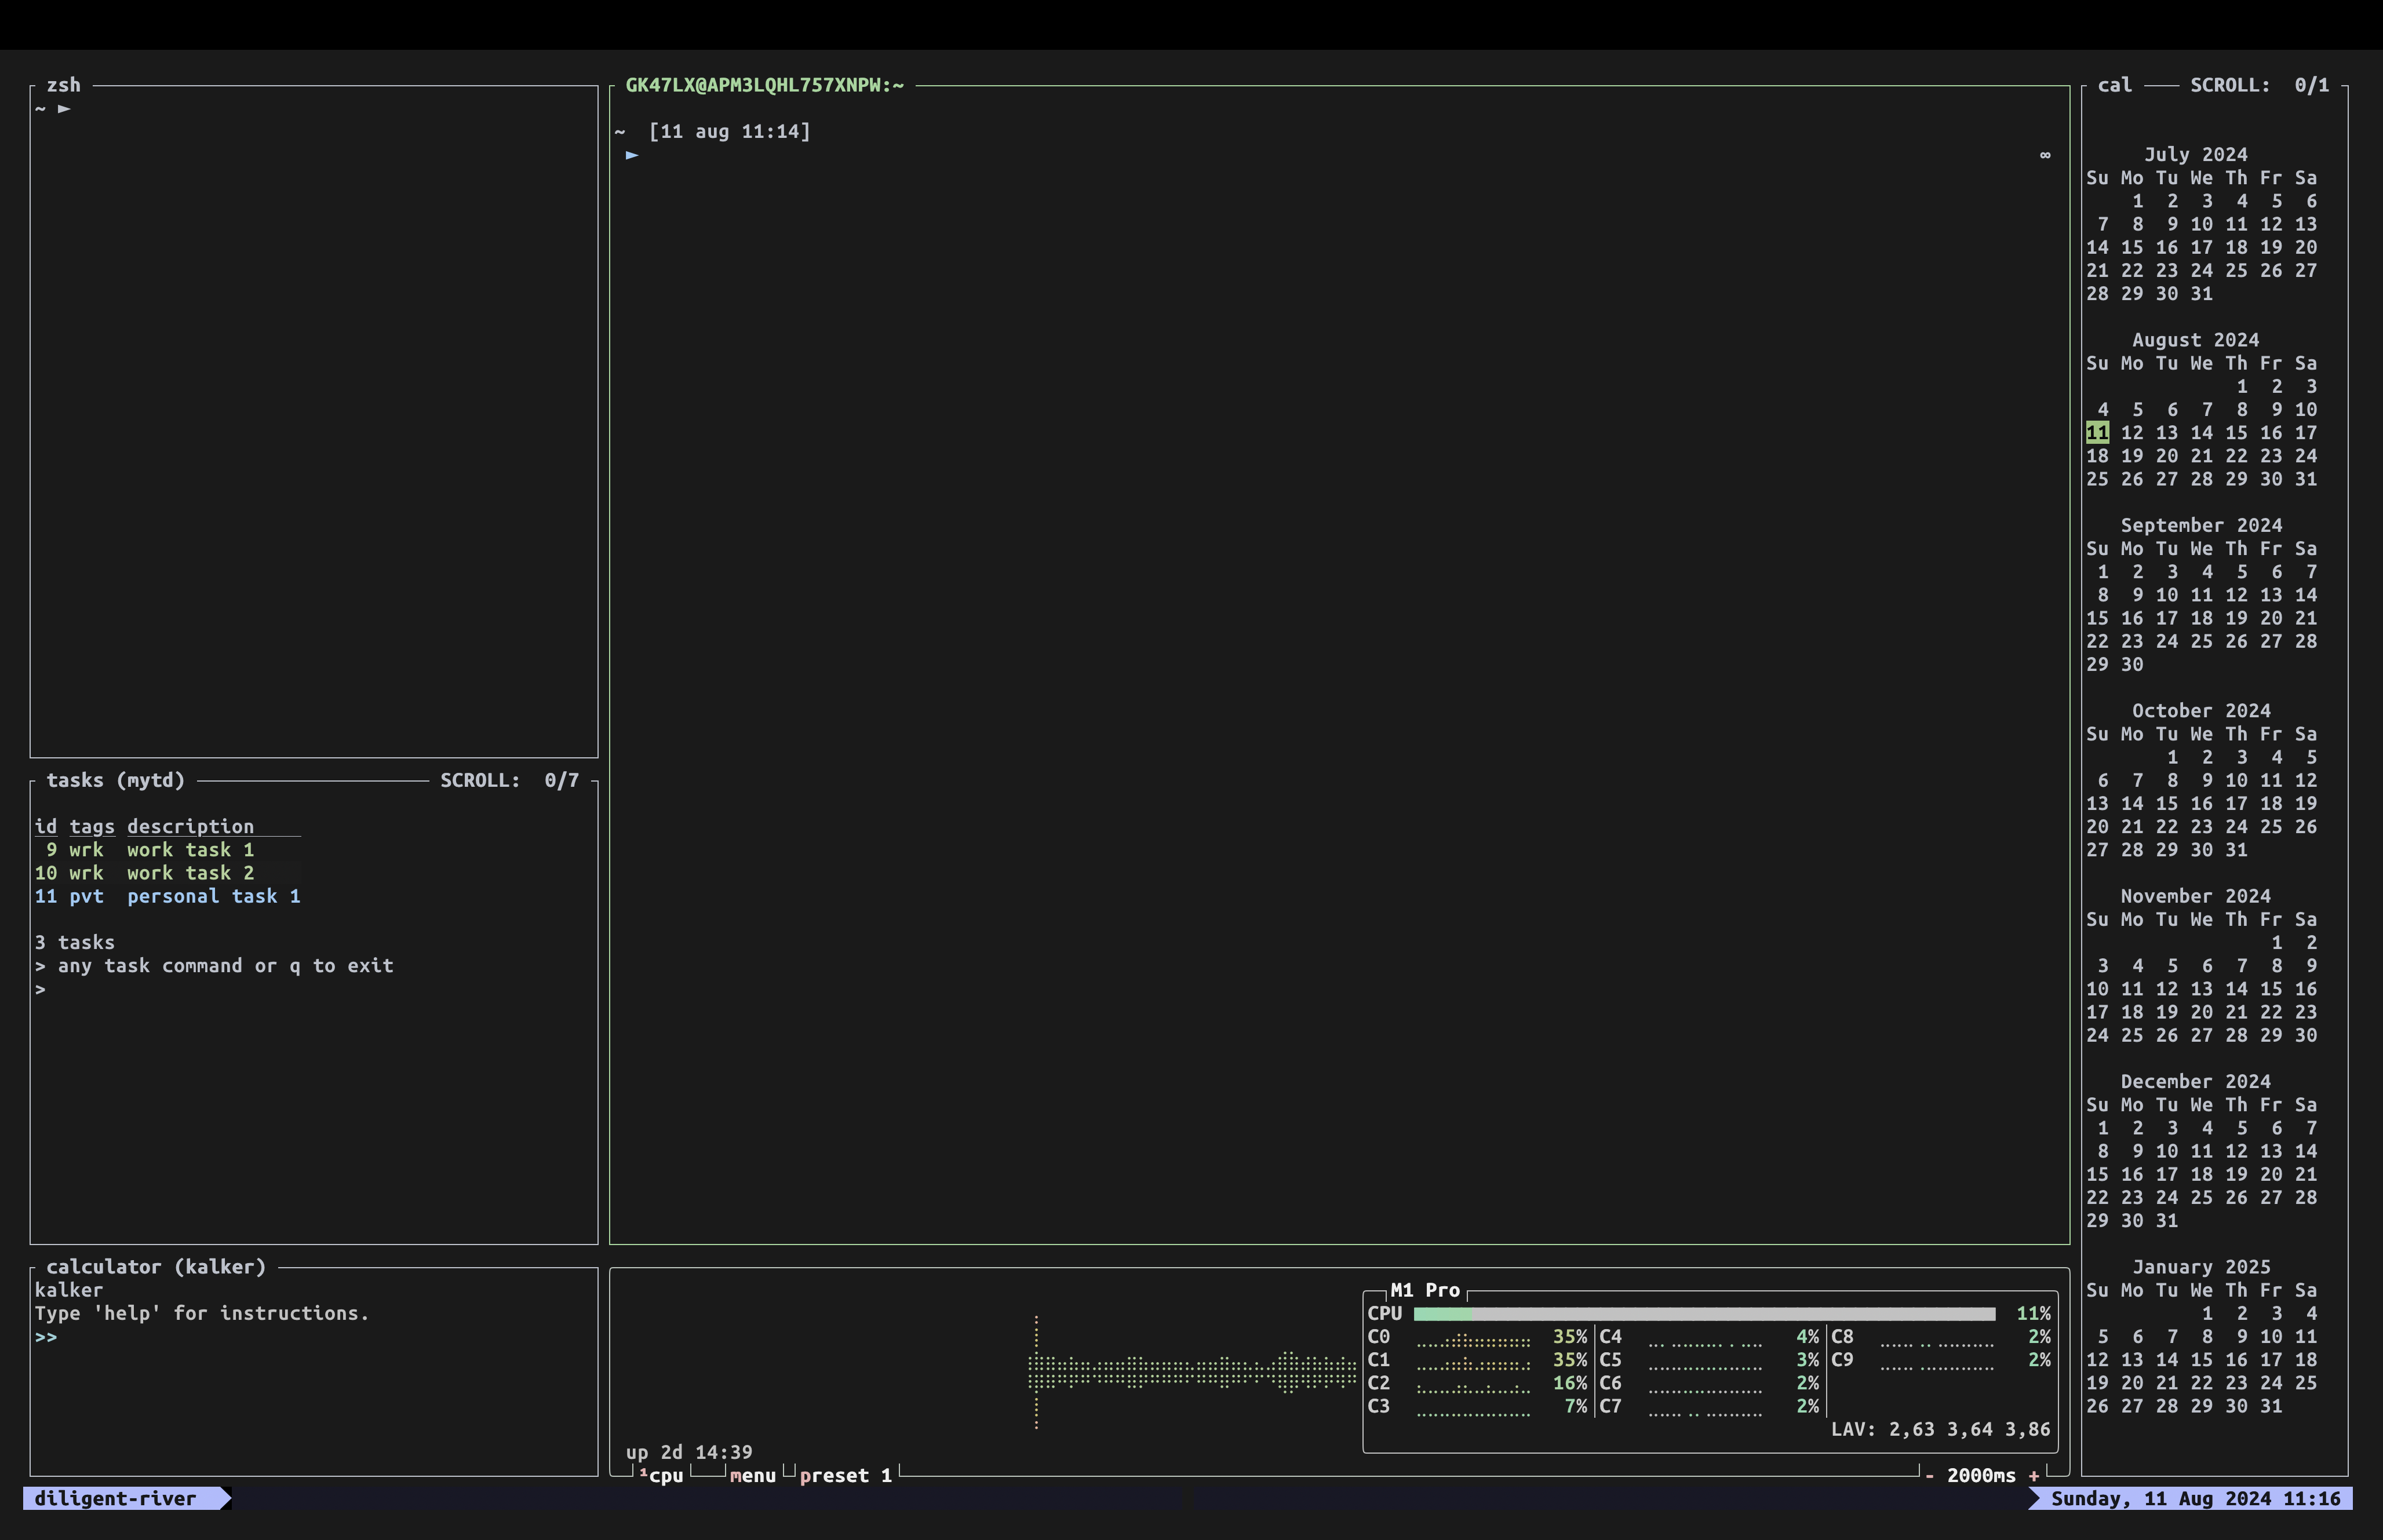 zsh
~ ►
tasks (mytd) SCROLL: 0/7
id tags description
9 wrk work task 1
10 wrk work task 2
11 pvt personal task 1
3 tasks
> any task command or q to exit
>
calculator (kalker)
kalker
Type 'help' for instructions.
>>
GK47LX@APM3LQHL757XNPW:~
~ [11 aug 11:14]
► ∞
M1 Pro
CPU 11%
C0 35% C4 4% C8 2%
C1 35% C5 3% C9 2%
C2 16% C6 2%
C3 7% C7 2%
LAV: 2,63 3,64 3,86
up 2d 14:39
¹cpu menu preset 1 - 2000ms +
cal SCROLL: 0/1
July 2024
Su Mo Tu We Th Fr Sa
1 2 3 4 5 6
7 8 9 10 11 12 13
14 15 16 17 18 19 20
21 22 23 24 25 26 27
28 29 30 31
August 2024
Su Mo Tu We Th Fr Sa
1 2 3
4 5 6 7 8 9 10
11 12 13 14 15 16 17
18 19 20 21 22 23 24
25 26 27 28 29 30 31
September 2024
Su Mo Tu We Th Fr Sa
1 2 3 4 5 6 7
8 9 10 11 12 13 14
15 16 17 18 19 20 21
22 23 24 25 26 27 28
29 30
October 2024
Su Mo Tu We Th Fr Sa
1 2 3 4 5
6 7 8 9 10 11 12
13 14 15 16 17 18 19
20 21 22 23 24 25 26
27 28 29 30 31
November 2024
Su Mo Tu We Th Fr Sa
1 2
3 4 5 6 7 8 9
10 11 12 13 14 15 16
17 18 19 20 21 22 23
24 25 26 27 28 29 30
December 2024
Su Mo Tu We Th Fr Sa
1 2 3 4 5 6 7
8 9 10 11 12 13 14
15 16 17 18 19 20 21
22 23 24 25 26 27 28
29 30 31
January 2025
Su Mo Tu We Th Fr Sa
1 2 3 4
5 6 7 8 9 10 11
12 13 14 15 16 17 18
19 20 21 22 23 24 25
26 27 28 29 30 31
diligent-river
Sunday, 11 Aug 2024 11:16